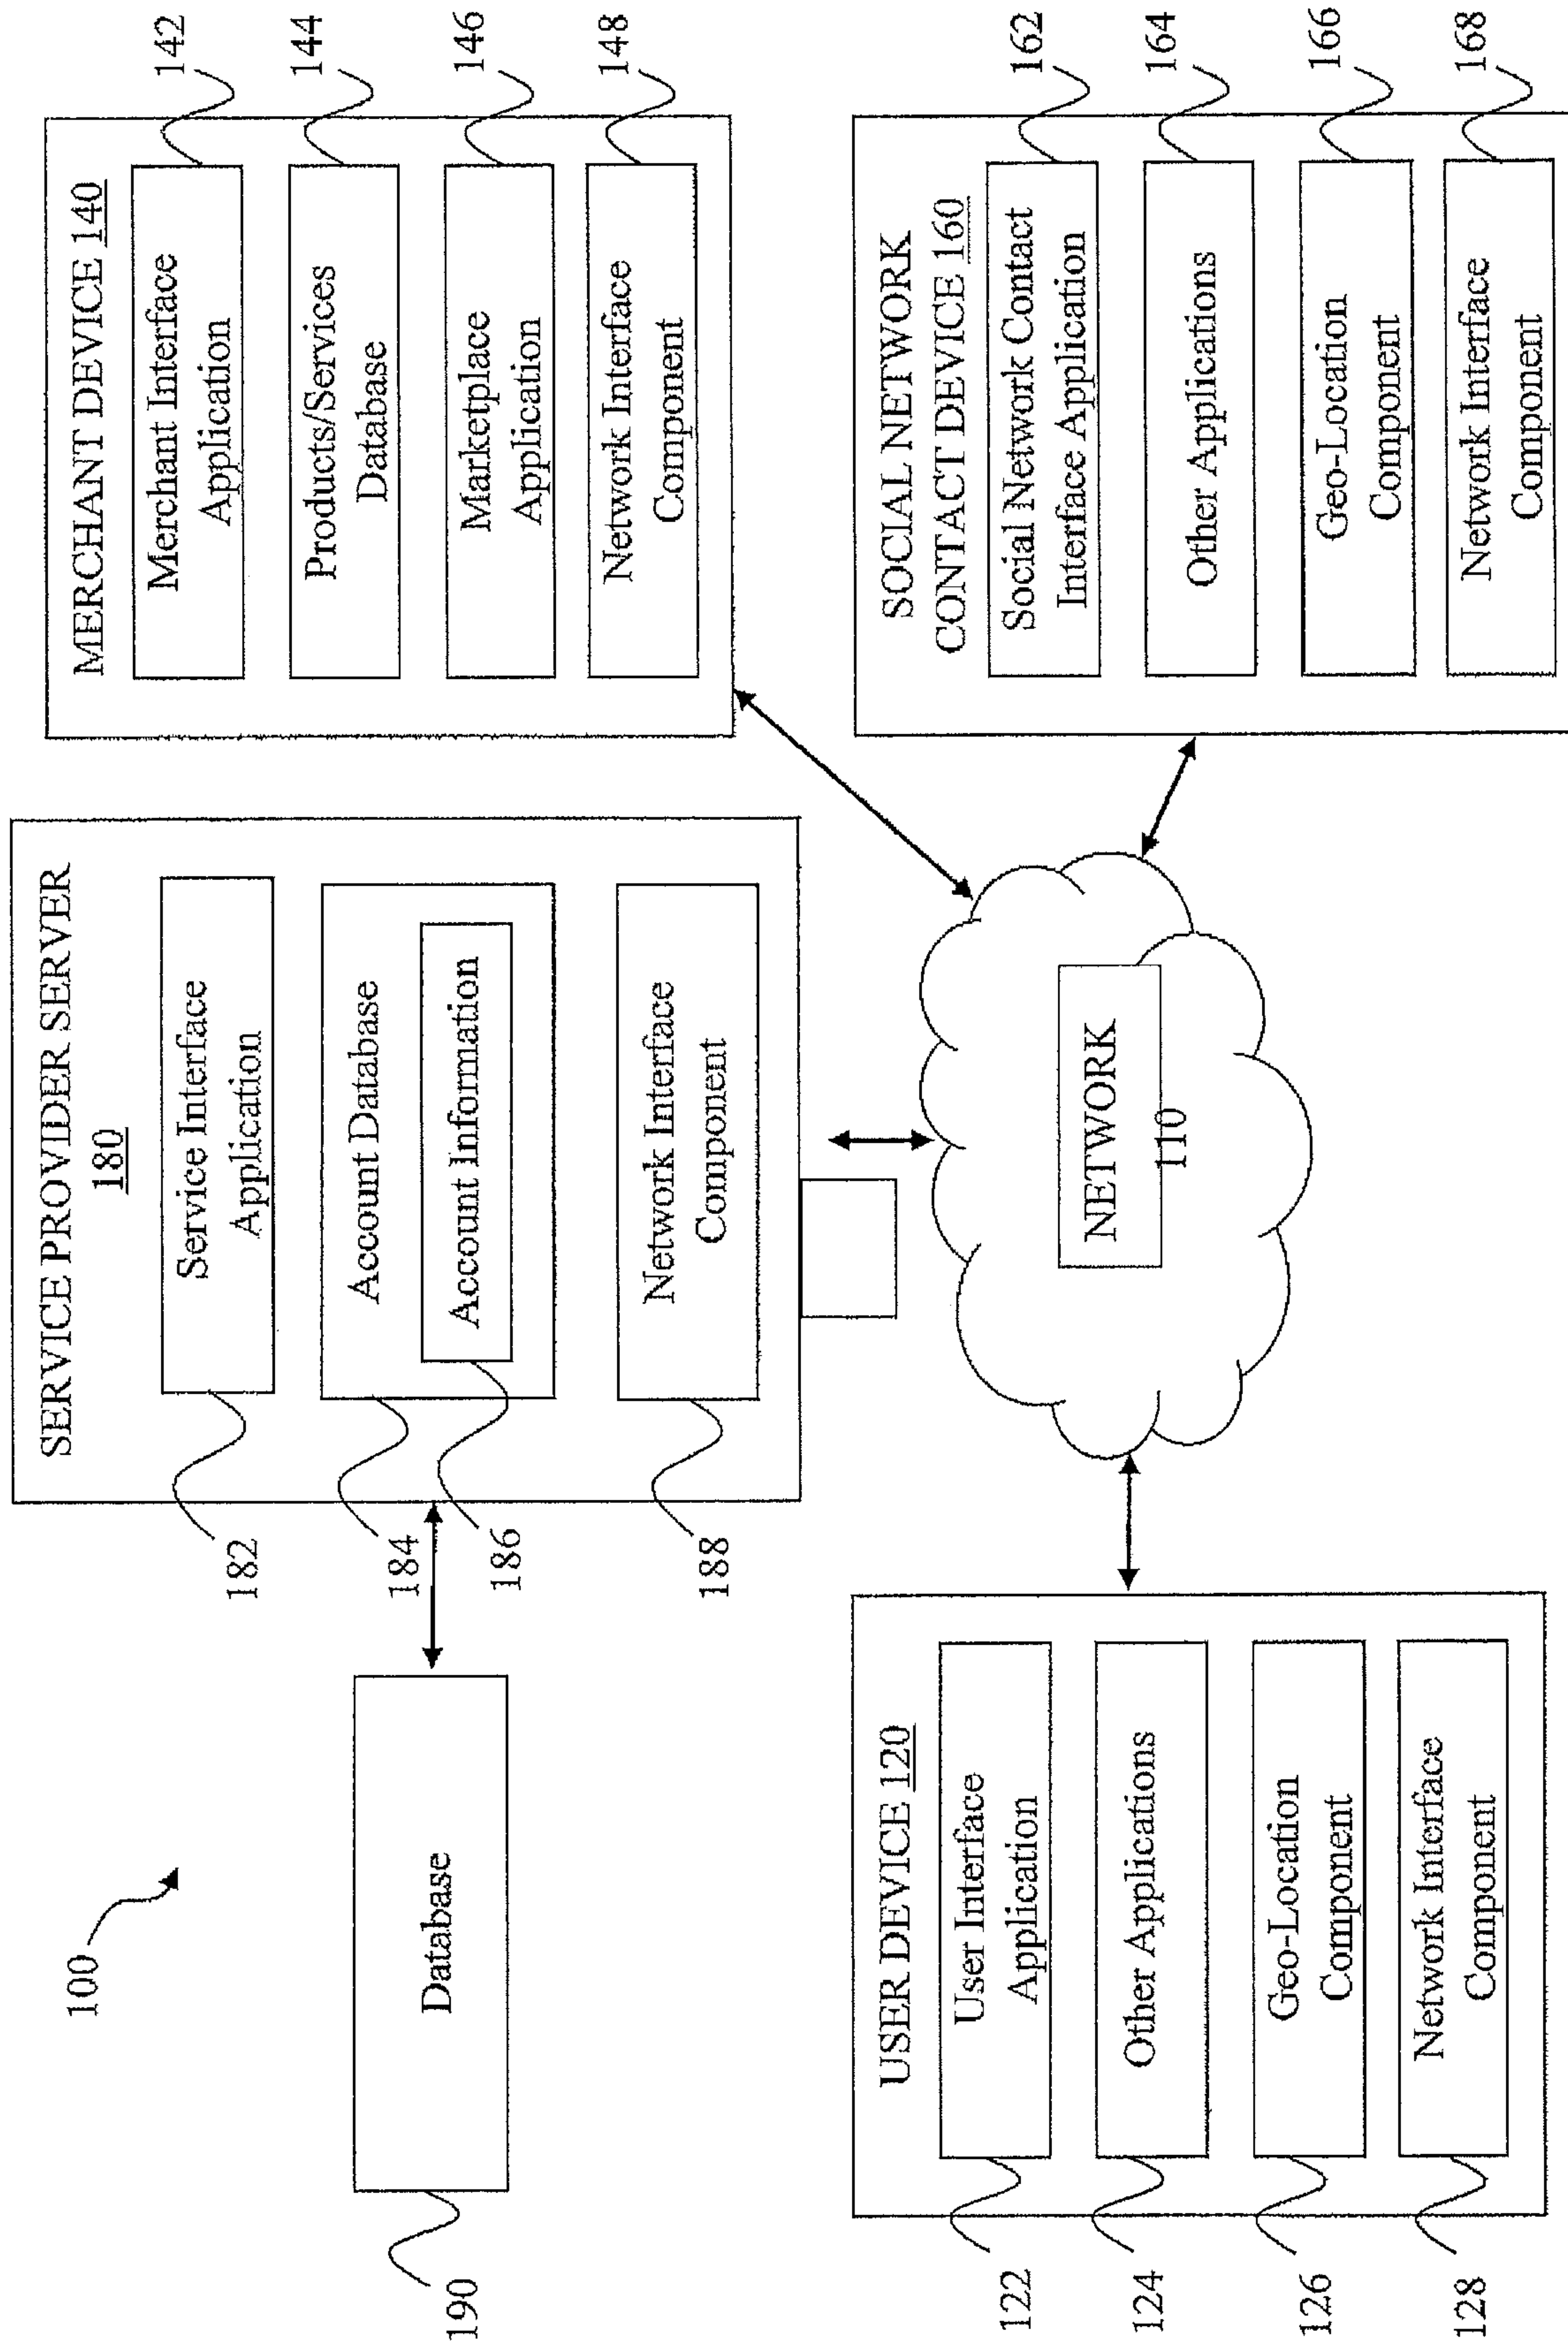 100
190
Database
SERVICE PROVIDER SERVER
180
182
Service Interface
Application
184
Account Database
186
Account Information
188
Network Interface
Component
MERCHANT DEVICE 140
Merchant Interface
Application
142
Products/Services
Database
144
Marketplace
Application
146
Network Interface
Component
148
USER DEVICE 120
122
User Interface
Application
124
Other Applications
126
Geo-Location
Component
128
Network Interface
Component
NETWORK
110
SOCIAL NETWORK
CONTACT DEVICE 160
Social Network Contact
Interface Application
162
Other Applications
164
Geo-Location
Component
166
Network Interface
Component
168